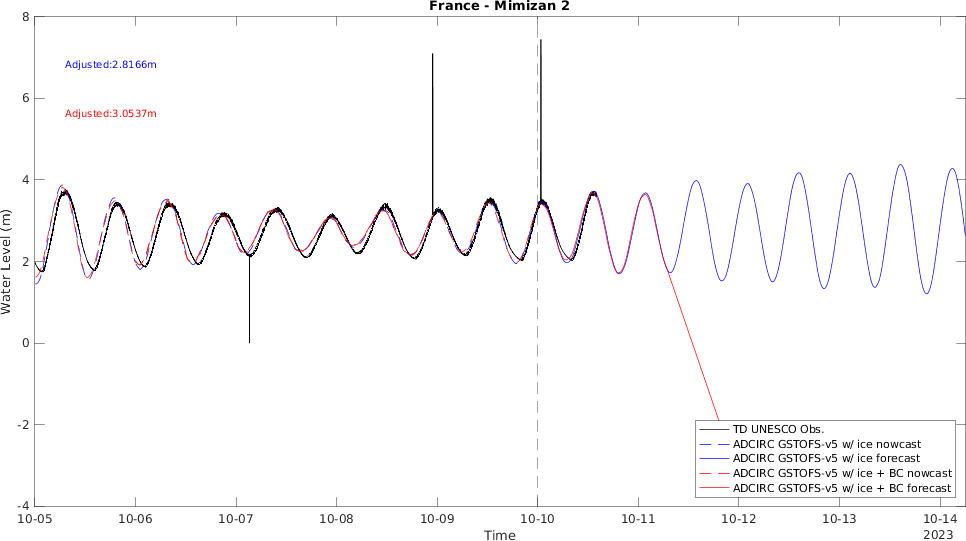 France - Mimizan 2
Adjusted:2.8166m
Adjusted:3.0537m
Water Level (m)
8
6
4
2
0
-2
-4
TD UNESCO Obs.
ADCIRC GSTOFS-v5 w/ ice nowcast
ADCIRC GSTOFS-v5 w/ ice forecast
ADCIRC GSTOFS-v5 w/ ice + BC nowcast
ADCIRC GSTOFS-v5 w/ ice + BC forecast
10-05 10-06 10-07 10-08 10-09 10-10 10-11 10-12 10-13 10-14
Time
2023